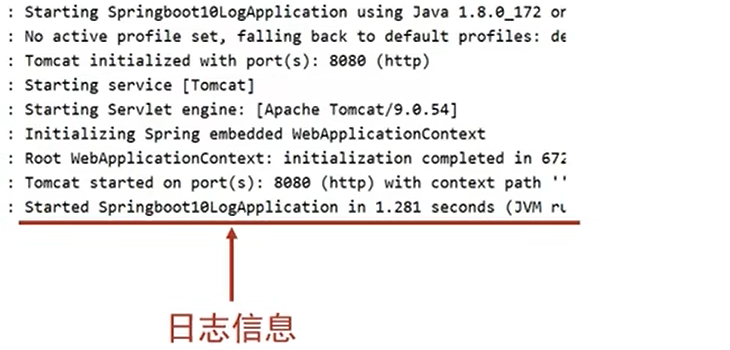 : Starting Springboot10LogApplication using Java 1.8.0_172 on
: No active profile set, falling back to default profiles: de
: Tomcat initialized with port(s): 8080 (http)
: Starting service [Tomcat]
: Starting Servlet engine: [Apache Tomcat/9.0.54]
: Initializing Spring embedded WebApplicationContext
: Root WebApplicationContext: initialization completed in 672
: Tomcat started on port(s): 8080 (http) with context path ''
: Started Springboot10LogApplication in 1.281 seconds (JVM ru
日志信息